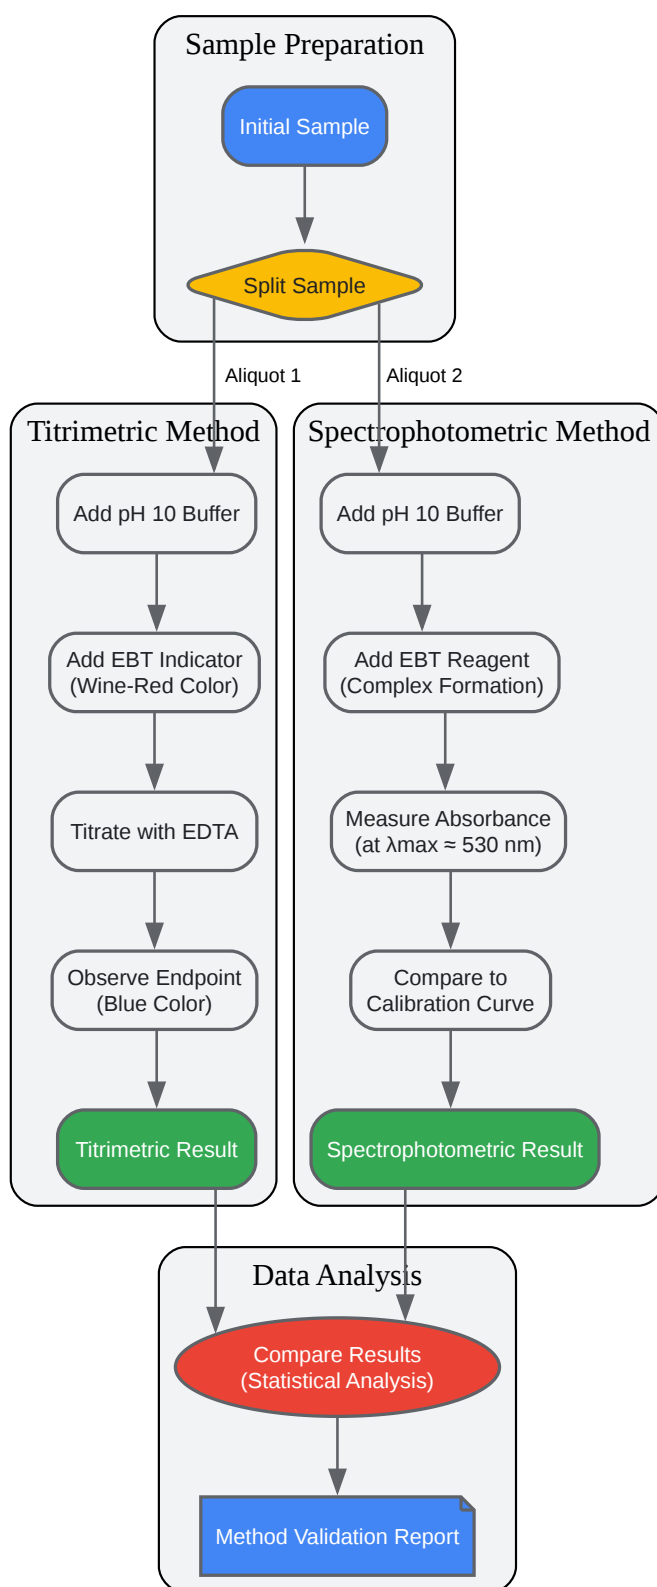 Sample Preparation
Initial Sample
Split Sample
Aliquot 1
Aliquot 2
Titrimetric Method
Add pH 10 Buffer
Add EBT Indicator
(Wine-Red Color)
Titrate with EDTA
Observe Endpoint
(Blue Color)
Titrimetric Result
Spectrophotometric Method
Add pH 10 Buffer
Add EBT Reagent
(Complex Formation)
Measure Absorbance
(at λmax ≈ 530 nm)
Compare to
Calibration Curve
Spectrophotometric Result
Data Analysis
Compare Results
(Statistical Analysis)
Method Validation Report